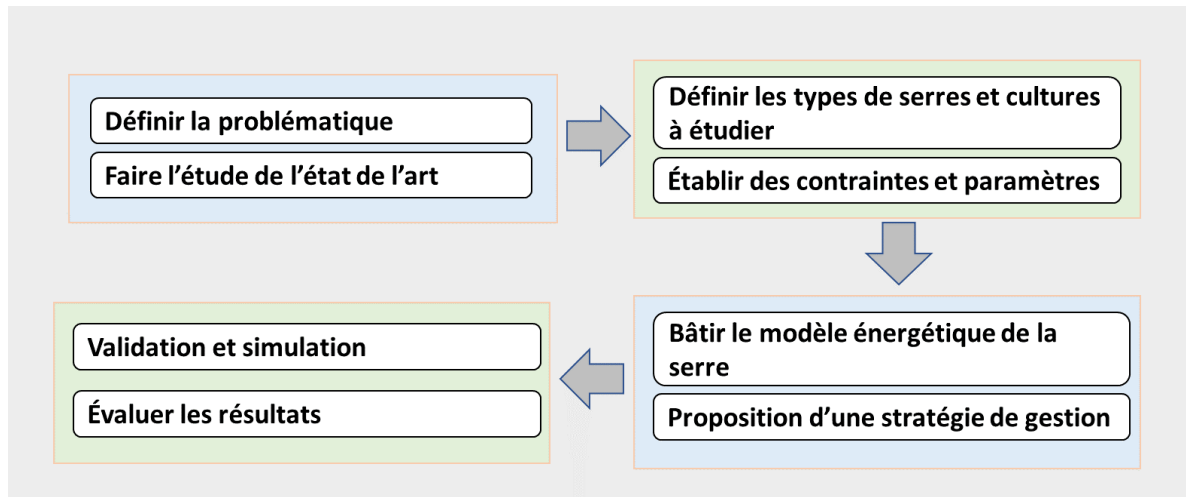 Définir la problématique
Faire l’étude de l’état de l’art
Définir les types de serres et cultures
à étudier
Établir des contraintes et paramètres
Bâtir le modèle énergétique de la
serre
Proposition d’une stratégie de gestion
Validation et simulation
Évaluer les résultats